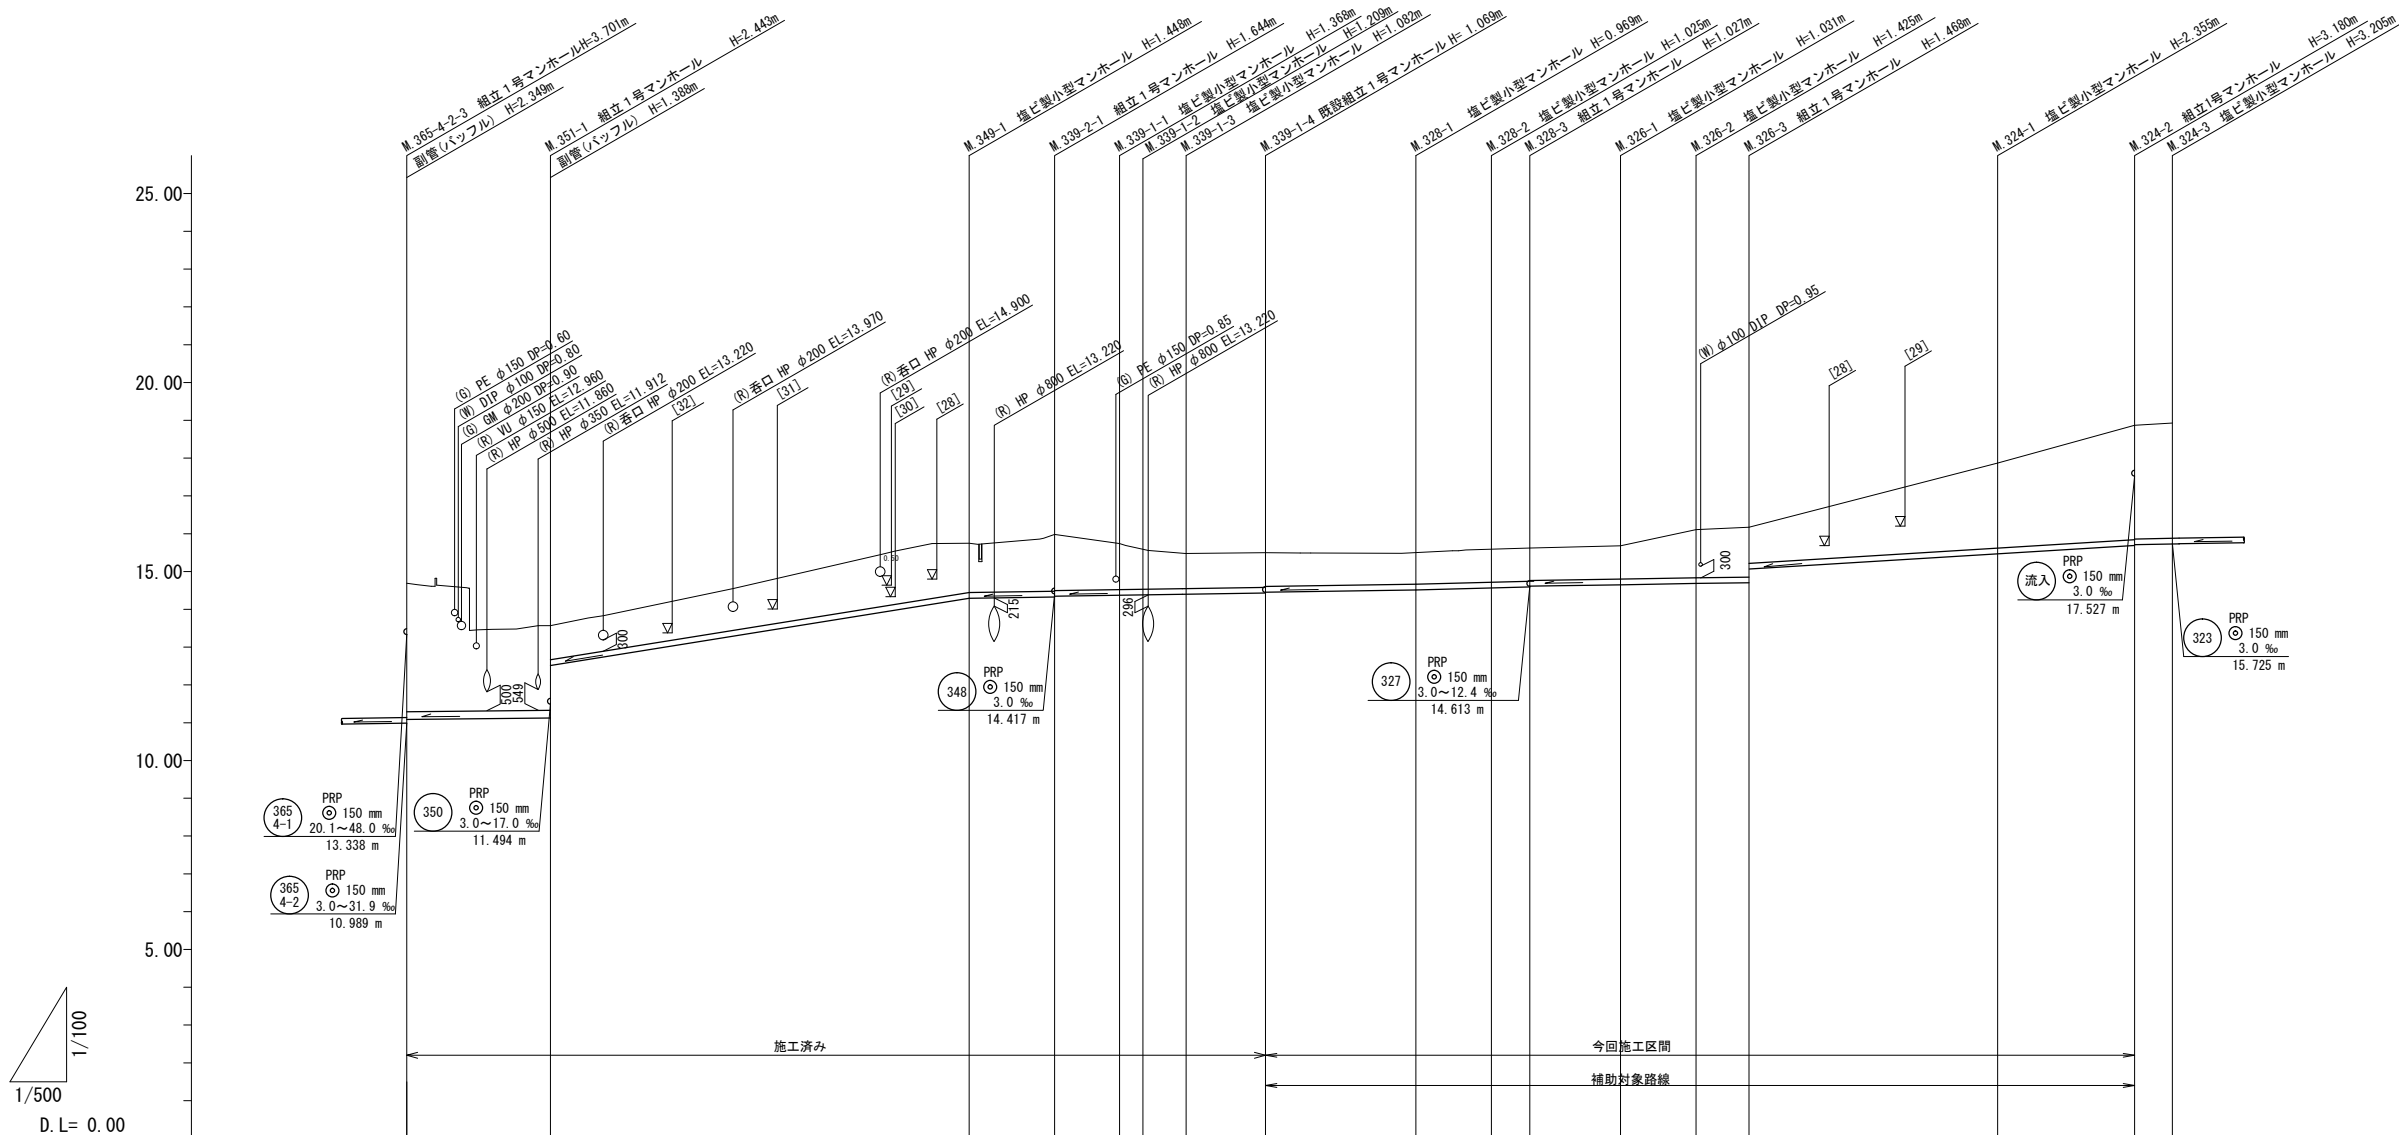 M.365-4-2-3 組立1号マンホールH=3.701m
副管(バッフル) H=2.349m
M.351-1 組立1号マンホール H=2.443m
副管(バッフル) H=1.388m
M.349-1 塩ビ製小型マンホール H=1.448m
M.339-2-1 組立1号マンホール H=1.644m
M.339-1-1 塩ビ製小型マンホール H=1.368m
M.339-1-2 塩ビ製小型マンホール H=1.209m
M.339-1-3 塩ビ製小型マンホール H=1.082m
M.339-1-4 既設組立1号マンホール H= 1.069m
M.328-1 塩ビ製小型マンホール H=0.969m
M.328-2 塩ビ製小型マンホール H=1.025m
M.328-3 組立1号マンホール H=1.027m
M.326-1 塩ビ製小型マンホール H=1.031m
M.326-2 塩ビ製小型マンホール H=1.425m
M.326-3 組立1号マンホール H=1.468m
M.324-1 塩ビ製小型マンホール H=2.355m
M.324-2 組立1号マンホール H=3.180m
M.324-3 塩ビ製小型マンホール H=3.205m
25.00
20.00
15.00
10.00
5.00
(G) PE φ150 DP=0.60
(W) DIP φ100 DP=0.80
(G) GM φ200 DP=0.90
(R) VU φ150 EL=12.960
(R) HP φ500 EL=11.860
(R) HP φ350 EL=11.912
(R)呑口 HP φ200 EL=13.220
[32]
(R)呑口 HP φ200 EL=13.970
[31]
(R)呑口 HP φ200 EL=14.900
[29]
[30]
[28]
(R) HP φ800 EL=13.220
(G) PE φ150 DP=0.85
(R) HP φ800 EL=13.220
(W) φ100 DIP DP=0.95
[28]
[29]
0.50
500
549
300
215
296
300
365
4-1
PRP
150 mm
20.1～48.0 ‰
13.338 m
365
4-2
PRP
150 mm
3.0～31.9 ‰
10.989 m
350
PRP
150 mm
3.0～17.0 ‰
11.494 m
348
PRP
150 mm
3.0 ‰
14.417 m
327
PRP
150 mm
3.0～12.4 ‰
14.613 m
流入
PRP
150 mm
3.0 ‰
17.527 m
323
PRP
150 mm
3.0 ‰
15.725 m
施工済み
今回施工区間
補助対象路線
1/100
1/500
D.L= 0.00